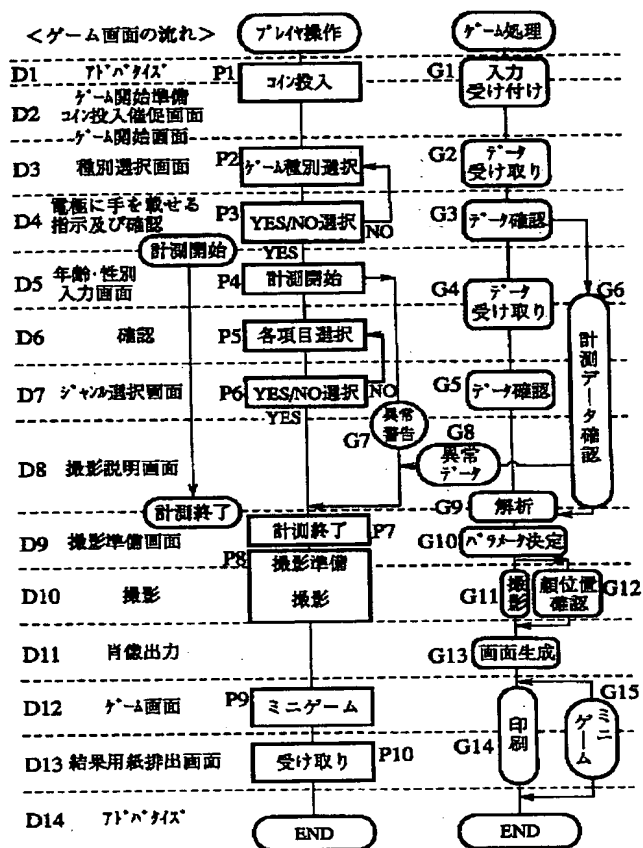 ＜ゲーム画面の流れ＞
プレイヤ操作
ゲーム処理
D1 アドバタイズ
P1 コイン投入
G1 入力
受け付け
D2 ゲーム開始準備
コイン投入催促画面
ゲーム開始画面
D3 種別選択画面
P2 ゲーム種別選択
G2 データ
受け取り
D4 電極に手を載せる
指示及び確認
P3 YES/NO選択
NO
YES
G3 データ確認
計測開始
D5 年齢・性別
入力画面
P4 計測開始
G4 データ
受け取り
G6 計測データ確認
D6 確認
P5 各項目選択
D7 ジャンル選択画面
P6 YES/NO選択
NO
YES
G5 データ確認
G7 異常
警告
G8 異常
データ
D8 撮影説明画面
G9 解析
計測終了
D9 撮影準備画面
計測終了 P7
G10 パラメータ決定
P8 撮影準備
撮影
D10 撮影
G11 撮影
顔位置
確認 G12
D11 肖像出力
G13 画面生成
D12 ゲーム画面
P9 ミニゲーム
G14 印刷
G15 ミニゲーム
D13 結果用紙排出画面
受け取り P10
D14 アドバタイズ
END
END